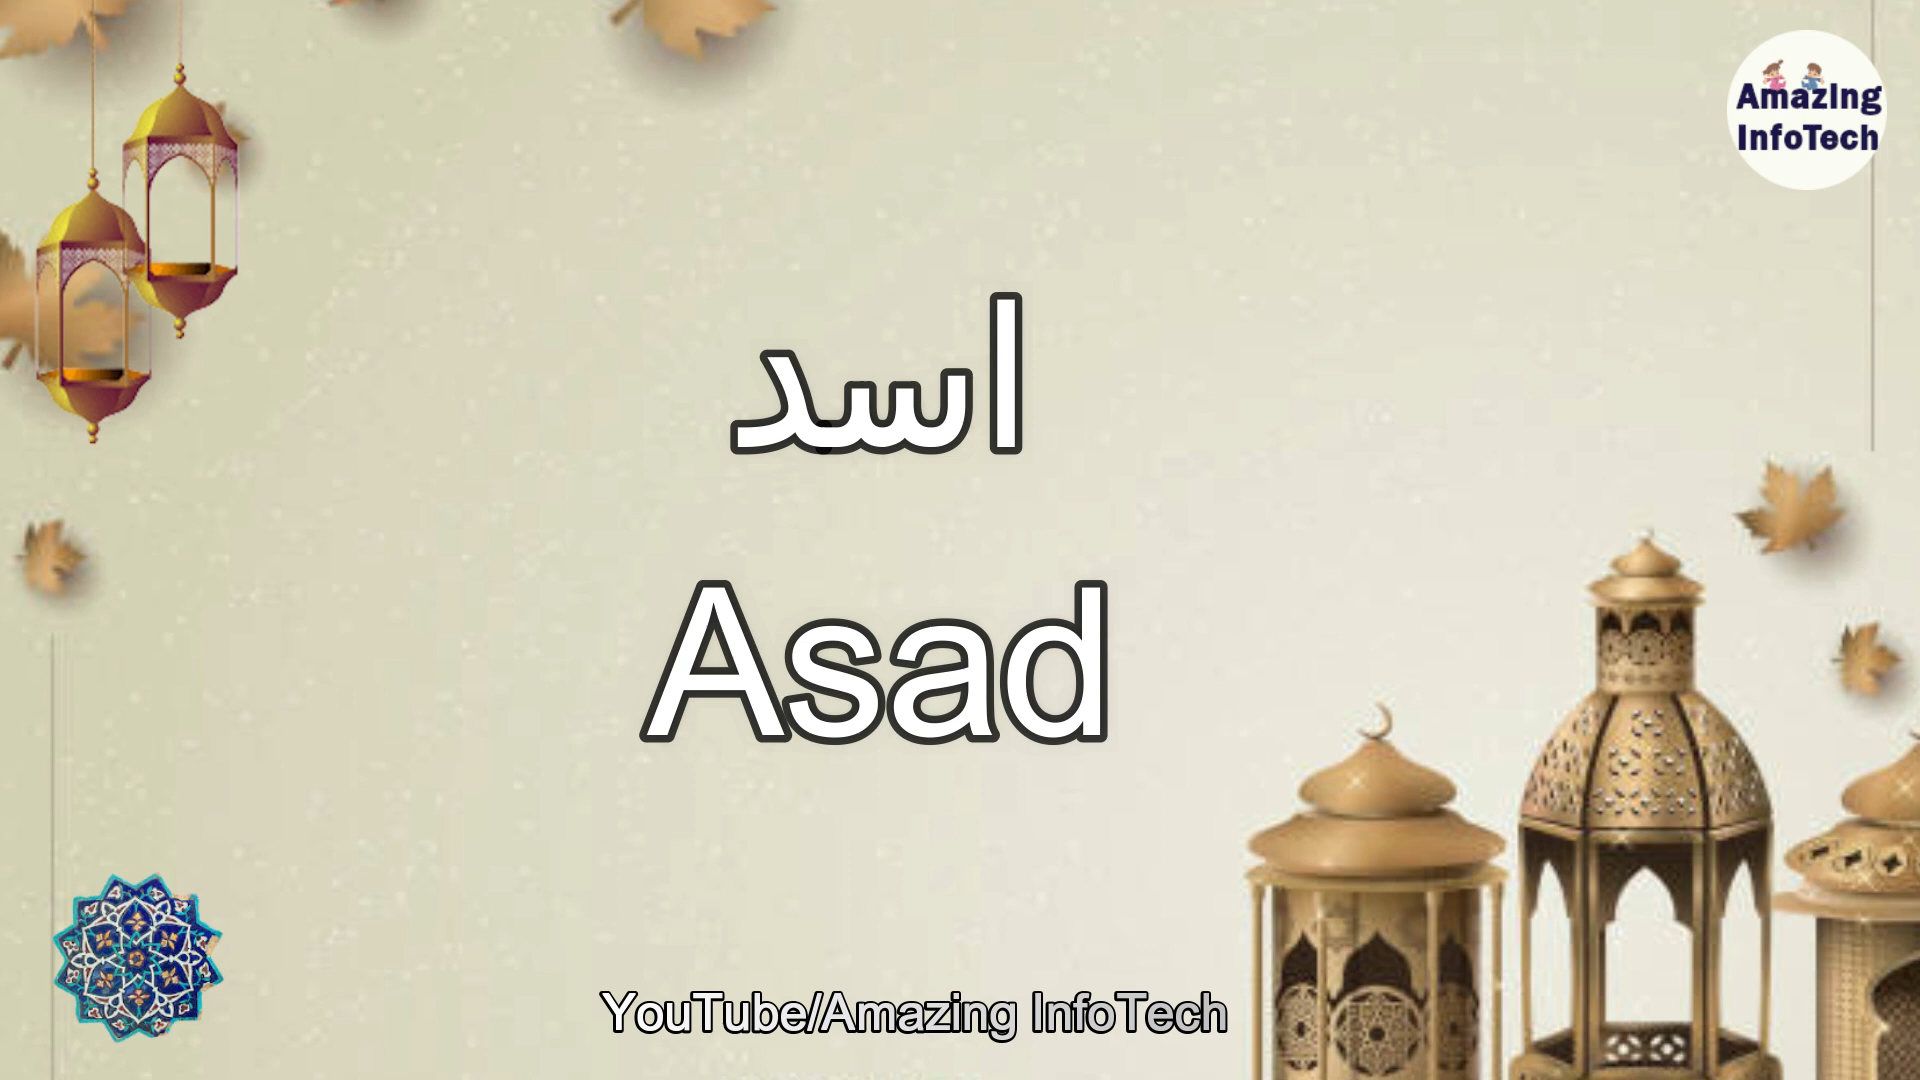 AmazIng
InfoTech
اسد
Asad
YouTube/Amazing InfoTech